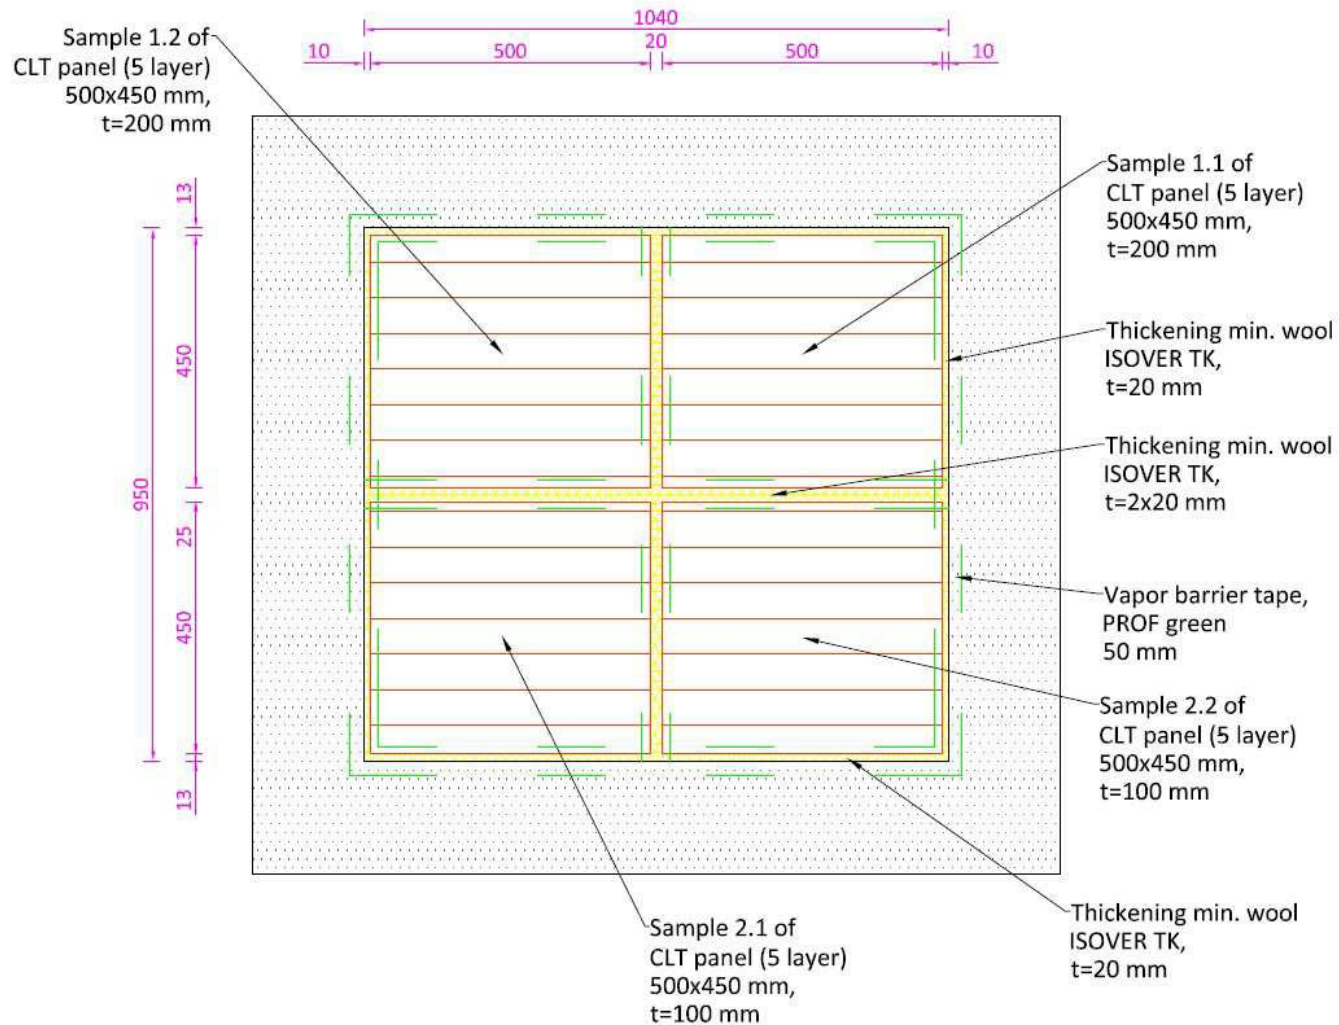 1040
10
500
20
500
10
Sample 1.2 of
CLT panel (5 layer)
500x450 mm,
t=200 mm
Sample 1.1 of
CLT panel (5 layer)
500x450 mm,
t=200 mm
13
450
950
25
450
13
Thickening min. wool
ISOVER TK,
t=20 mm
Thickening min. wool
ISOVER TK,
t=2x20 mm
Vapor barrier tape,
PROF green
50 mm
Sample 2.2 of
CLT panel (5 layer)
500x450 mm,
t=100 mm
Thickening min. wool
ISOVER TK,
t=20 mm
Sample 2.1 of
CLT panel (5 layer)
500x450 mm,
t=100 mm